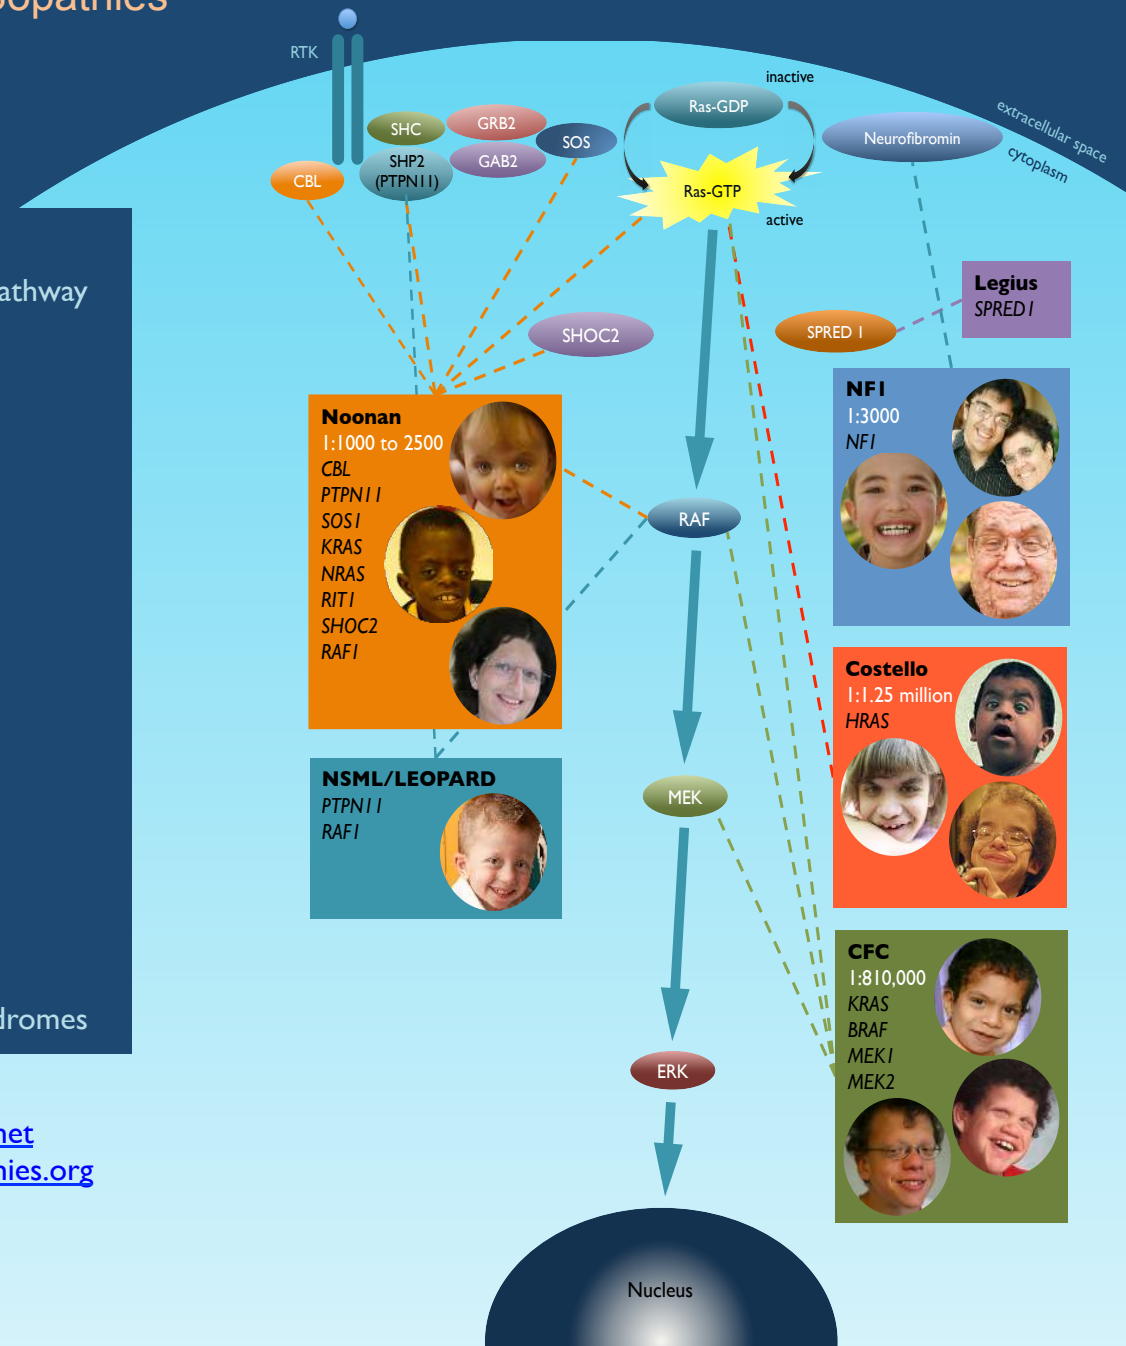 opathies
RTK
inactive
Ras-GDP
SHC
GRB2
SOS
Neurofibromin
extracellular space
cytoplasm
CBL
SHP2
(PTPN11)
GAB2
Ras-GTP
active
athway
Legius
SPRED1
SHOC2
SPRED 1
Noonan
1:1000 to 2500
CBL
PTPN11
SOS1
KRAS
NRAS
RIT1
SHOC2
RAF1
NF1
1:3000
NF1
RAF
Costello
1:1.25 million
HRAS
NSML/LEOPARD
PTPN11
RAF1
MEK
CFC
1:810,000
KRAS
BRAF
MEK1
MEK2
dromes
ERK
net
nies.org
Nucleus